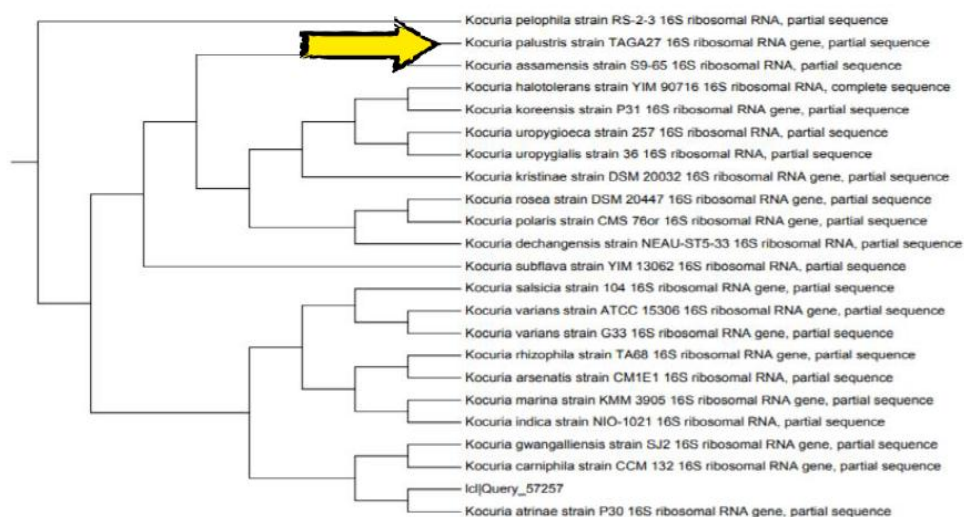 Kocuria pelophila strain RS-2-3 16S ribosomal RNA, partial sequence
Kocuria palustris strain TAGA27 16S ribosomal RNA gene, partial sequence
Kocuria assamensis strain S9-65 16S ribosomal RNA, partial sequence
Kocuria halotolerans strain YIM 90716 16S ribosomal RNA, complete sequence
Kocuria koreensis strain P31 16S ribosomal RNA gene, partial sequence
Kocuria uropygioeca strain 257 16S ribosomal RNA, partial sequence
Kocuria uropygialis strain 36 16S ribosomal RNA, partial sequence
Kocuria kristinae strain DSM 20032 16S ribosomal RNA gene, partial sequence
Kocuria rosea strain DSM 20447 16S ribosomal RNA gene, partial sequence
Kocuria polaris strain CMS 76or 16S ribosomal RNA gene, partial sequence
Kocuria dechangensis strain NEAU-ST5-33 16S ribosomal RNA, partial sequence
Kocuria subflava strain YIM 13062 16S ribosomal RNA, partial sequence
Kocuria salsicia strain 104 16S ribosomal RNA gene, partial sequence
Kocuria varians strain ATCC 15306 16S ribosomal RNA gene, partial sequence
Kocuria varians strain G33 16S ribosomal RNA gene, partial sequence
Kocuria rhizophila strain TA68 16S ribosomal RNA gene, partial sequence
Kocuria arsenatis strain CM1E1 16S ribosomal RNA, partial sequence
Kocuria marina strain KMM 3905 16S ribosomal RNA gene, partial sequence
Kocuria indica strain NIO-1021 16S ribosomal RNA, partial sequence
Kocuria gwangalliensis strain SJ2 16S ribosomal RNA gene, partial sequence
Kocuria carniphila strain CCM 132 16S ribosomal RNA gene, partial sequence
lcl|Query_57257
Kocuria atrinae strain P30 16S ribosomal RNA gene, partial sequence